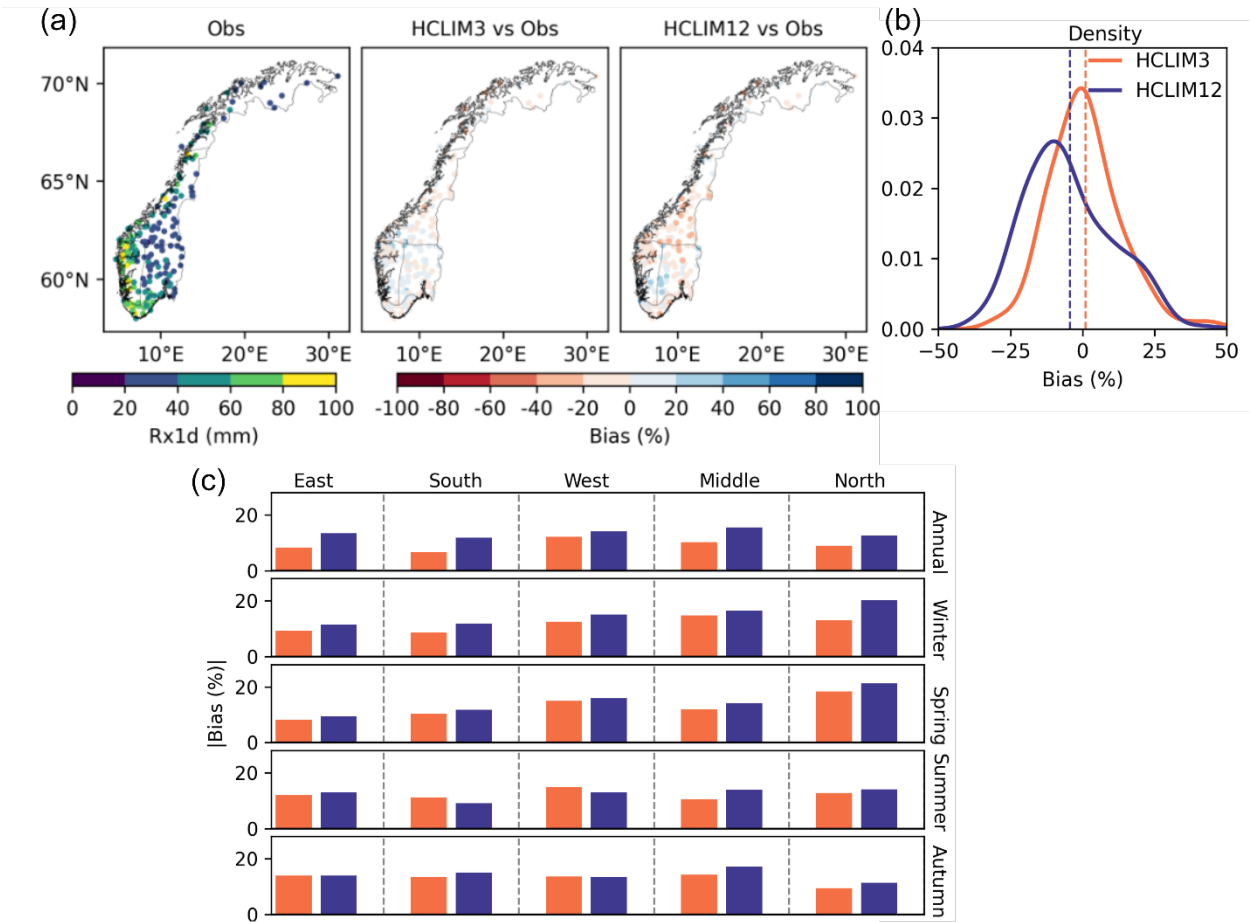 (a)
Obs
HCLIM3 vs Obs
HCLIM12 vs Obs
70°N
65°N
60°N
10°E 20°E 30°E
10°E 20°E 30°E
10°E 20°E 30°E
0 20 40 60 80 100
Rx1d (mm)
-100 -80 -60 -40 -20 0 20 40 60 80 100
Bias (%)
(b)
Density
0.04
0.03
0.02
0.01
0.00
HCLIM3
HCLIM12
−50 −25 0 25 50
Bias (%)
(c)
East South West Middle North
20
0
Annual
20
0
Winter
20
0
Spring
20
0
Summer
20
0
Autumn
|Bias (%)|